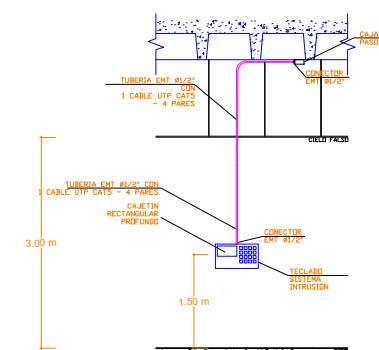 CAJA
PASO
TUBERIA EMT Ø1/2"
CON
1 CABLE UTP CAT5
- 4 PARES
CONECTOR
EMT Ø1/2"
CIELO FALSO
TUBERIA EMT Ø1/2" CON
1 CABLE UTP CAT5 - 4 PARES
CAJETIN
RECTANGULAR
PROFUNDO
CONECTOR
EMT Ø1/2"
3.00 m
TECLADO
SISTEMA
INTRUSION
1.50 m